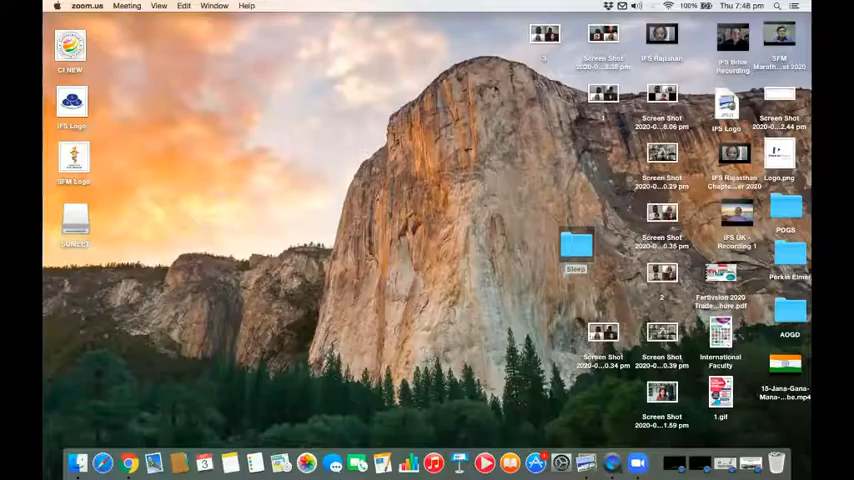 zoom.us Meeting View Edit Window Help
100% Thu 7:48 pm
CI NEW
IFS Logo
SFM Logo
SUMEET
3
Screen Shot
2020-0...8.38 pm
IFS Rajsthan
IFS Bihar
Recording
SFM
Marath...st 2020
1
Screen Shot
2020-0...8.06 pm
JPEG
IFS Logo
Screen Shot
2020-0...2.44 pm
Screen Shot
2020-0...0.29 pm
IFS Rajasthan
Chapte...er 2020
Logo.png
Screen Shot
2020-0...0.35 pm
IFS UK -
Recording 1
POGS
Sleep
2
Fertivsion 2020
Trade...hure.pdf
Perkin Elmer
AOGD
Screen Shot
2020-0...0.34 pm
Screen Shot
2020-0...0.39 pm
International
Faculty
15-Jana-Gana-
Mana-...be.mp4
Screen Shot
2020-0...1.59 pm
1.gif
3